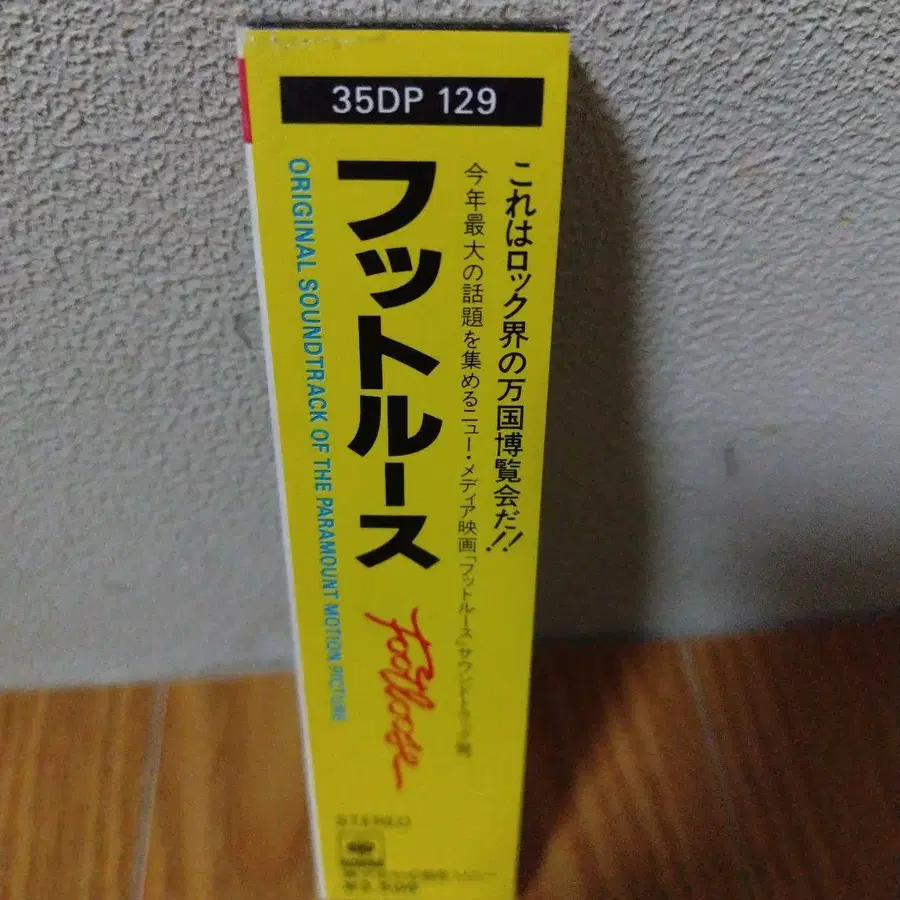 35DP 129
これはロック界の万国博覧会だ!!
今年最大の話題を集めるニュー・メディア映画「フットルース」サウンドトラック盤
フットルース
footloose
ORIGINAL SOUNDTRACK OF THE PARAMOUNT MOTION PICTURE
STEREO